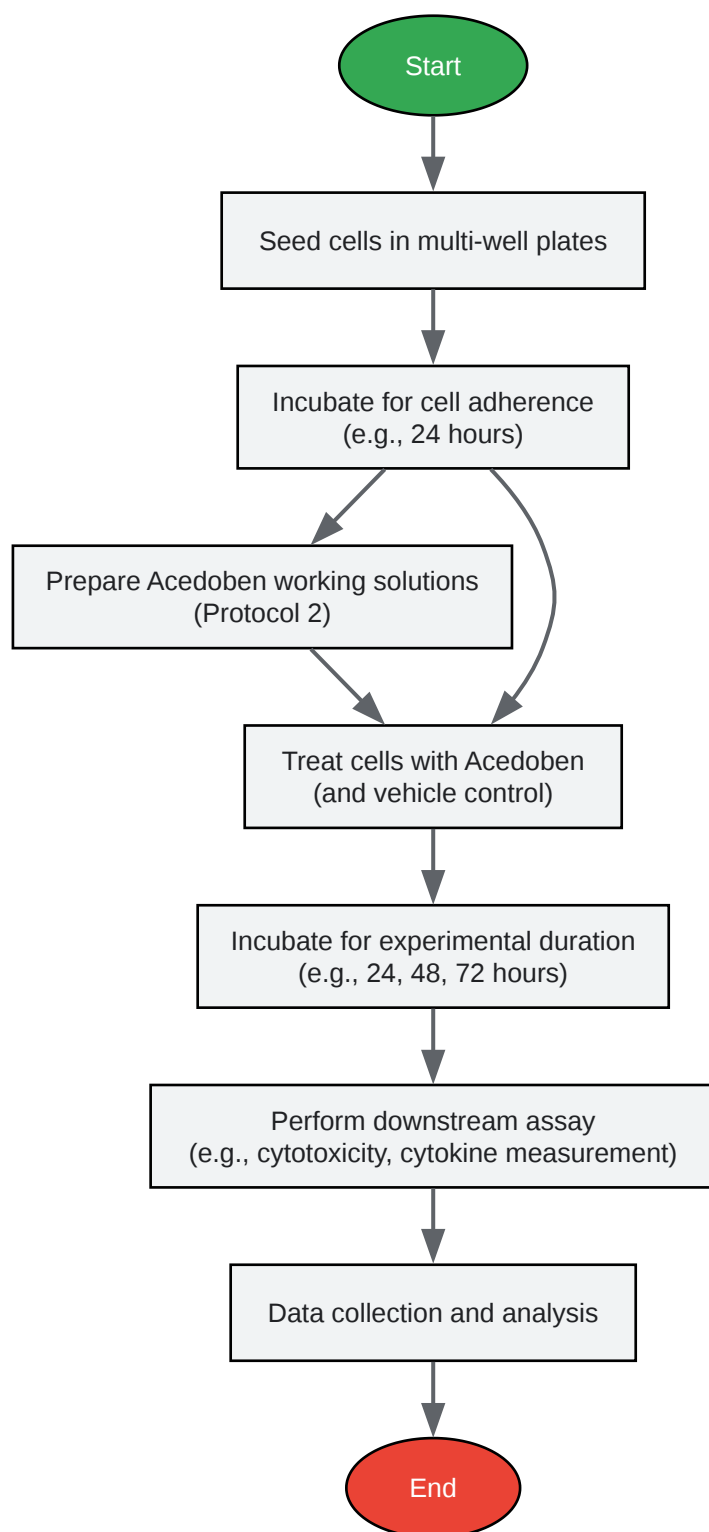 Start
Seed cells in multi-well plates
Incubate for cell adherence
(e.g., 24 hours)
Prepare Acedoben working solutions
(Protocol 2)
Treat cells with Acedoben
(and vehicle control)
Incubate for experimental duration
(e.g., 24, 48, 72 hours)
Perform downstream assay
(e.g., cytotoxicity, cytokine measurement)
Data collection and analysis
End